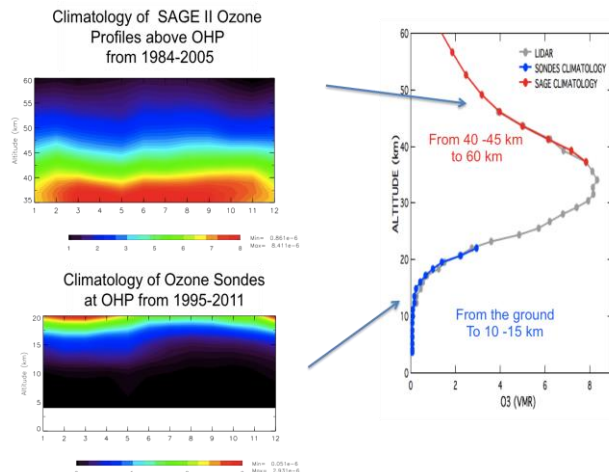 Climatology of SAGE II Ozone
Profiles above OHP
from 1984-2005
Altitude (km)
60
55
50
45
40
35
1 2 3 4 5 6 7 8 9 10 11 12
1 3 5 6 7 8
Min= 0.861e-6
Max= 8.411e-6
Climatology of Ozone Sondes
at OHP from 1995-2011
Altitude (km)
20
15
10
5
0
1 2 3 4 5 6 7 8 9 10 11 12
Min= 0.051e-6
ALTITUDE (km)
60
50
40
30
20
10
0
0 2 4 6 8
O3 (VMR)
LIDAR
SONDES CLIMATOLOGY
SAGE CLIMATOLOGY
From 40 -45 km
to 60 km
From the ground
To 10 -15 km